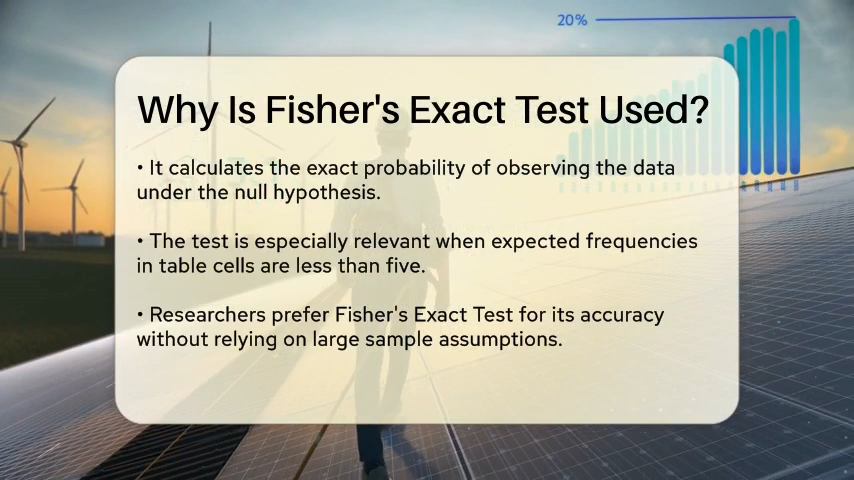 20%
Why Is Fisher's Exact Test Used?
• It calculates the exact probability of observing the data
under the null hypothesis.
• The test is especially relevant when expected frequencies
in table cells are less than five.
• Researchers prefer Fisher's Exact Test for its accuracy
without relying on large sample assumptions.